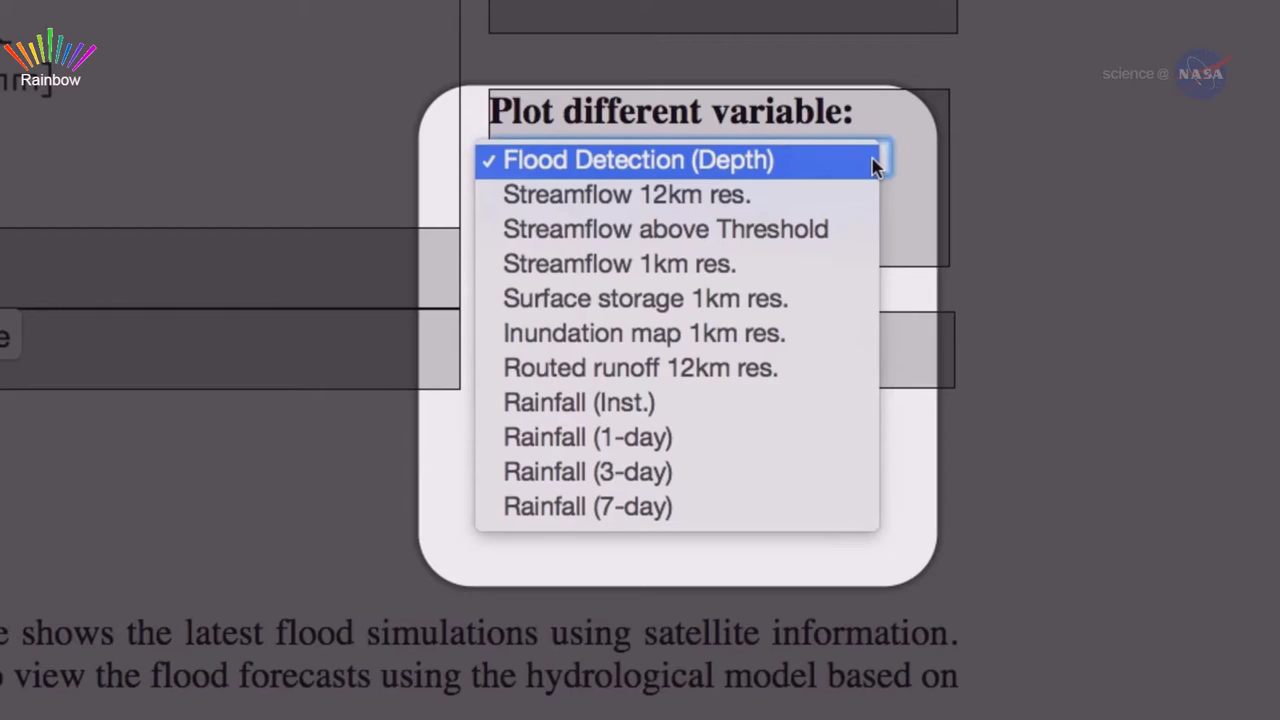 Rainbow
science @ NASA
nm]
Plot different variable:
✓ Flood Detection (Depth)
Streamflow 12km res.
Streamflow above Threshold
Streamflow 1km res.
Surface storage 1km res.
Inundation map 1km res.
Routed runoff 12km res.
Rainfall (Inst.)
Rainfall (1-day)
Rainfall (3-day)
Rainfall (7-day)
e
e shows the latest flood simulations using satellite information.
o view the flood forecasts using the hydrological model based on